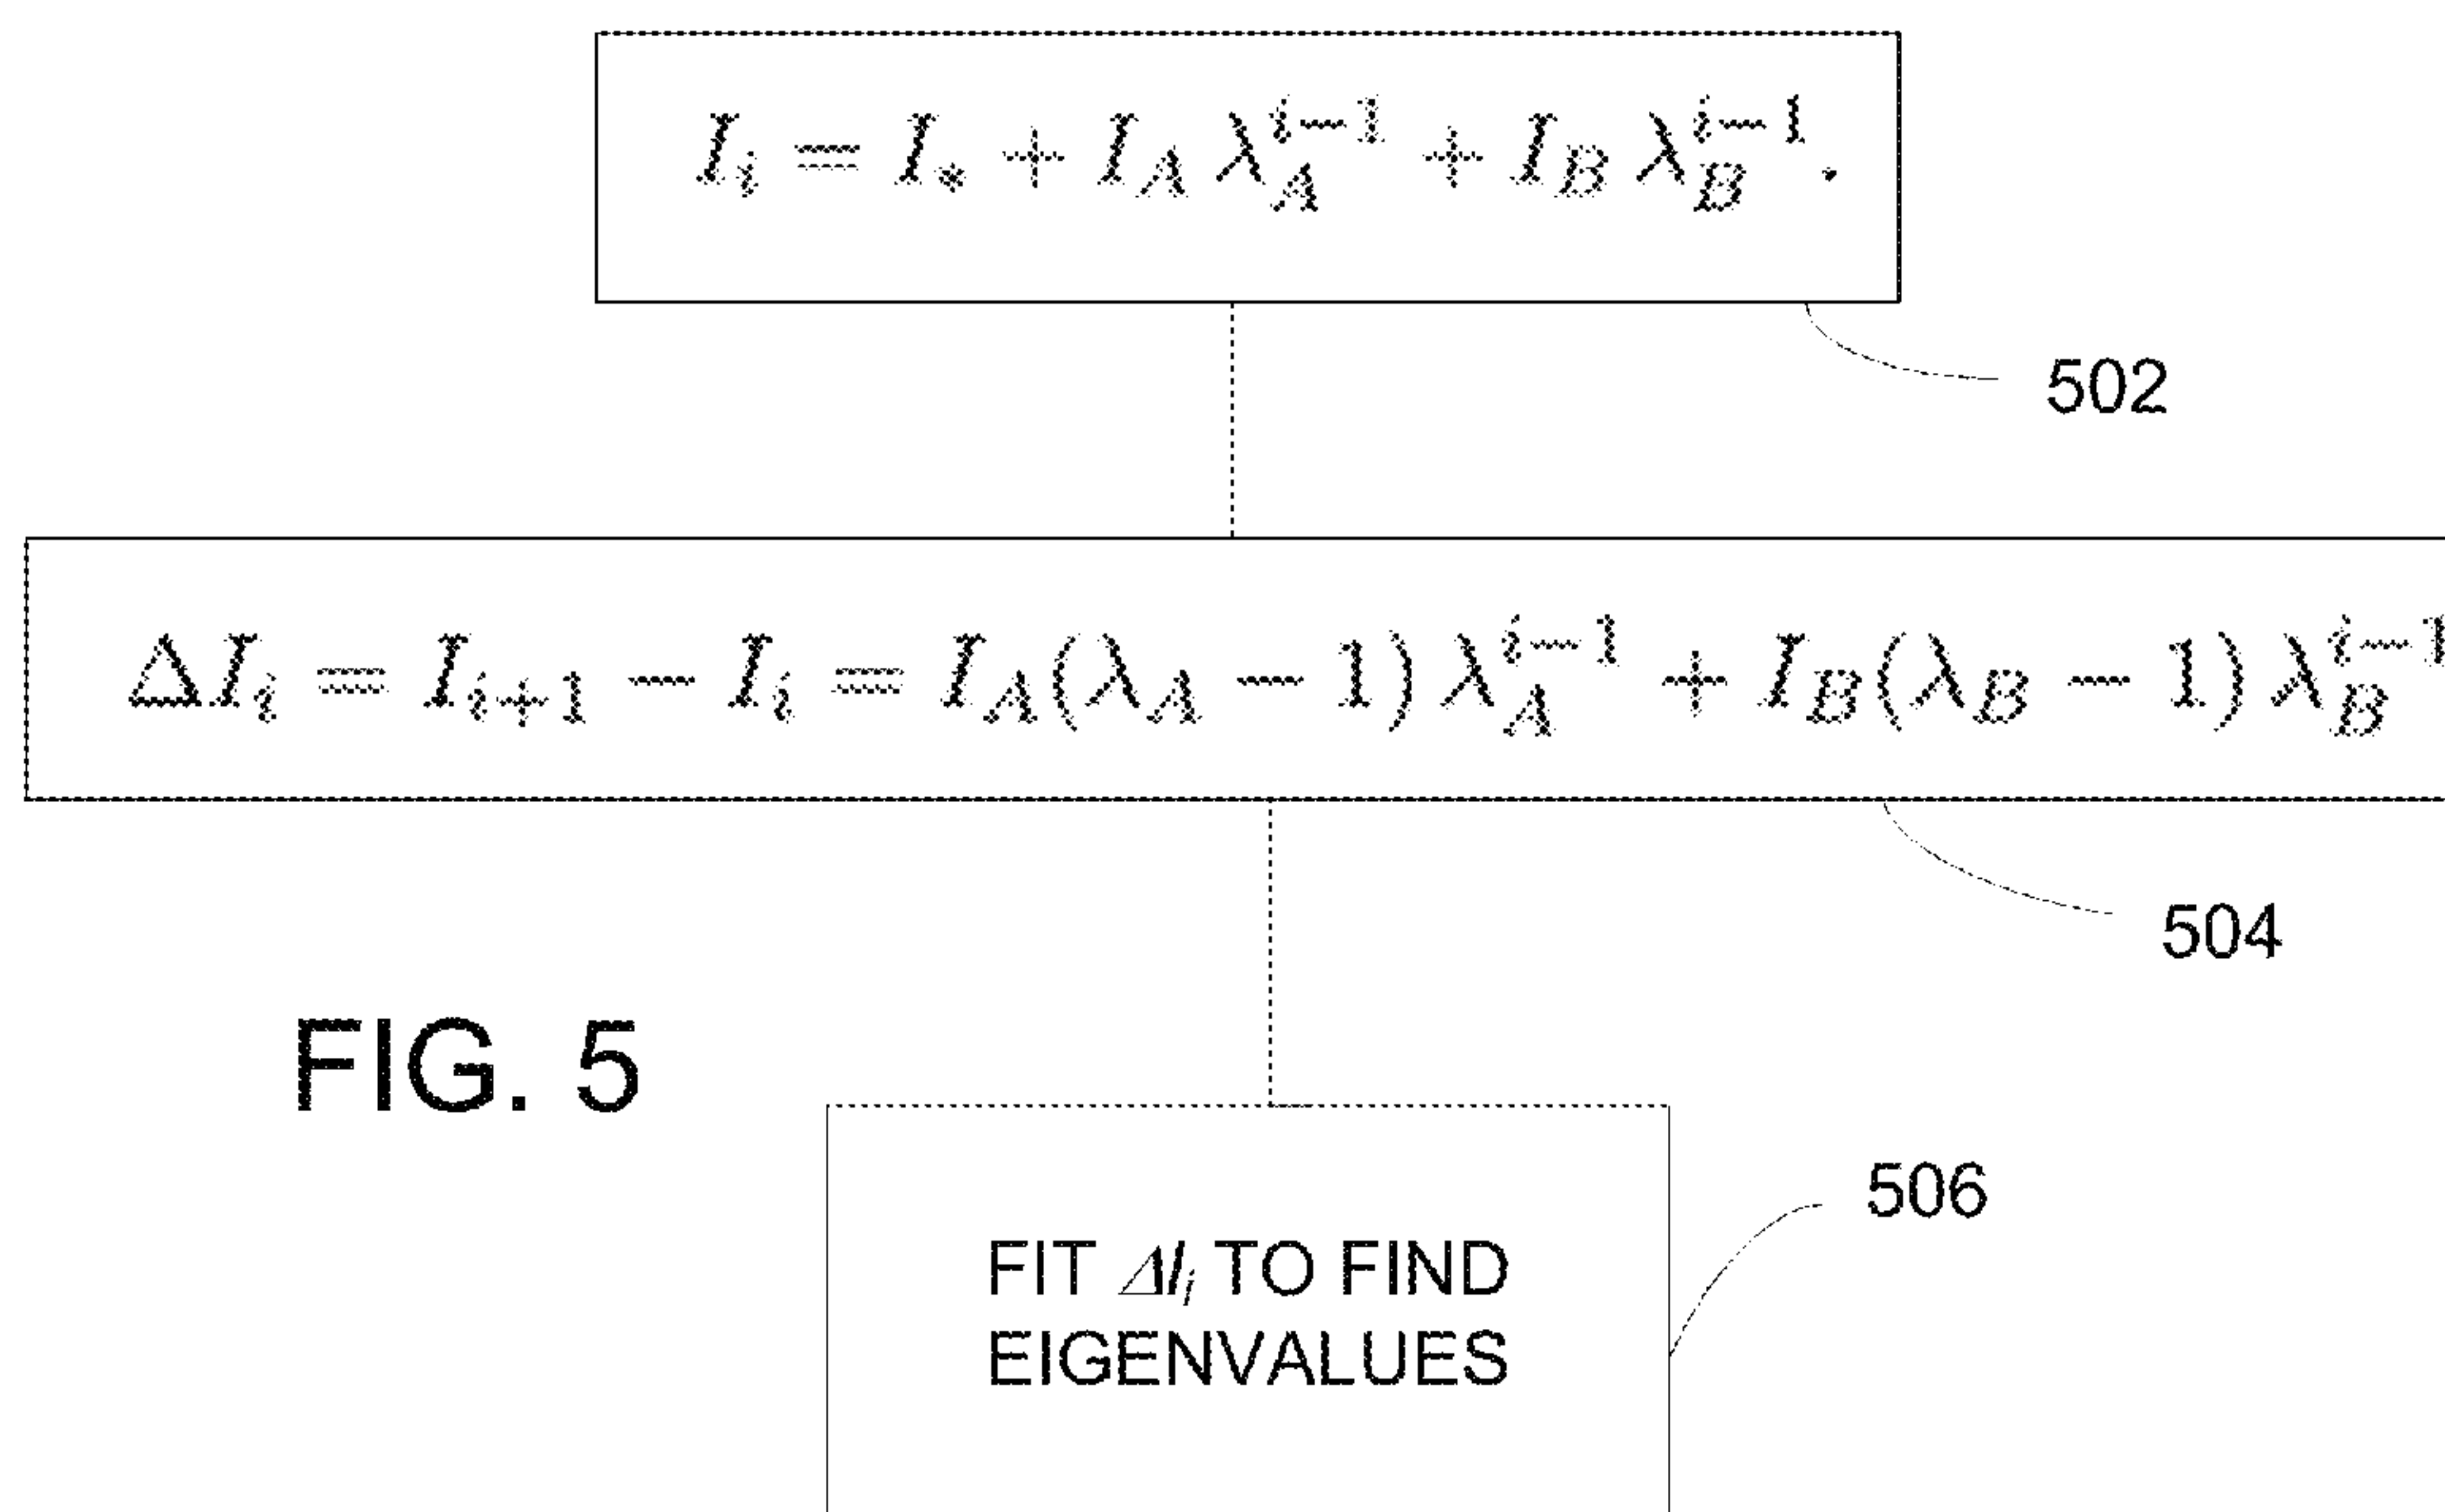 I_i = I_* + I_A λ_A^{i−1} + I_B λ_B^{i−1}.
502
ΔI_i = I_{i+1} − I_i = I_A(λ_A − 1) λ_A^{i−1} + I_B(λ_B − 1) λ_B^{i−1}
504
FIG. 5
506
FIT ΔI_i TO FIND
EIGENVALUES